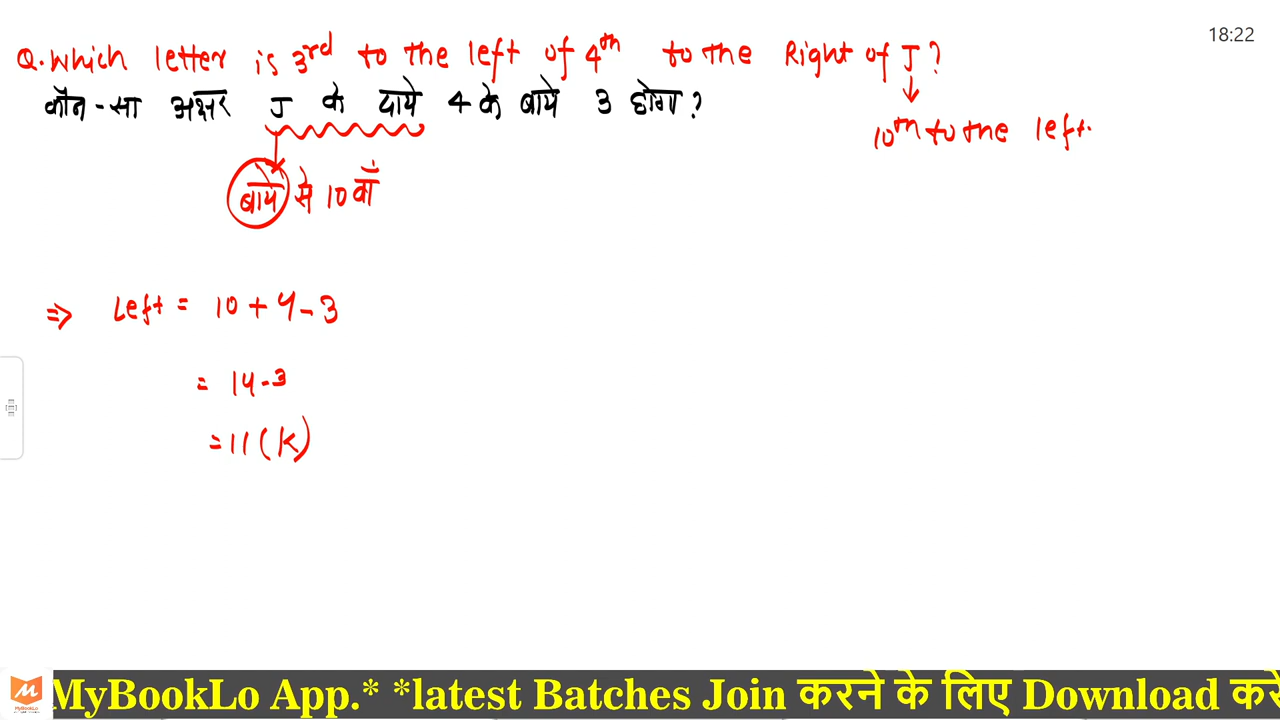 18:22
Q. Which letter is 3rd to the left of 4th to the Right of J?
कौन-सा अक्षर J के दाये 4 के बाये 3 होगा?
10th to the left.
बाये से 10 वाँ
⇒ Left = 10 + 4 - 3
= 14 - 3
= 11 (K)
MyBookLo App.* *latest Batches Join करने के लिए Download करें
M
MyBookLo